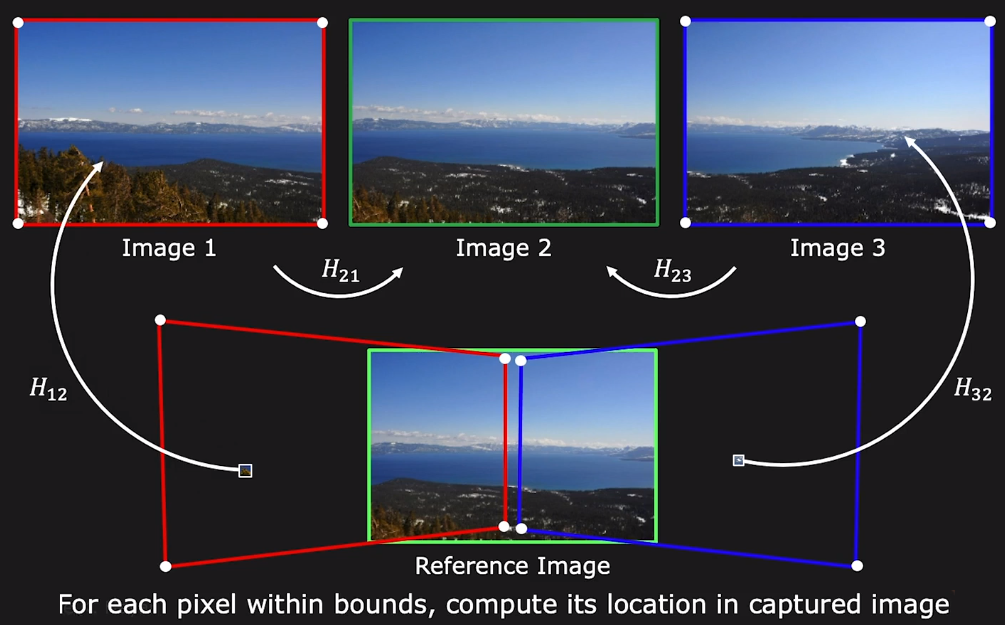 Image 1
Image 2
Image 3
H21
H23
H12
H32
Reference Image
For each pixel within bounds, compute its location in captured image